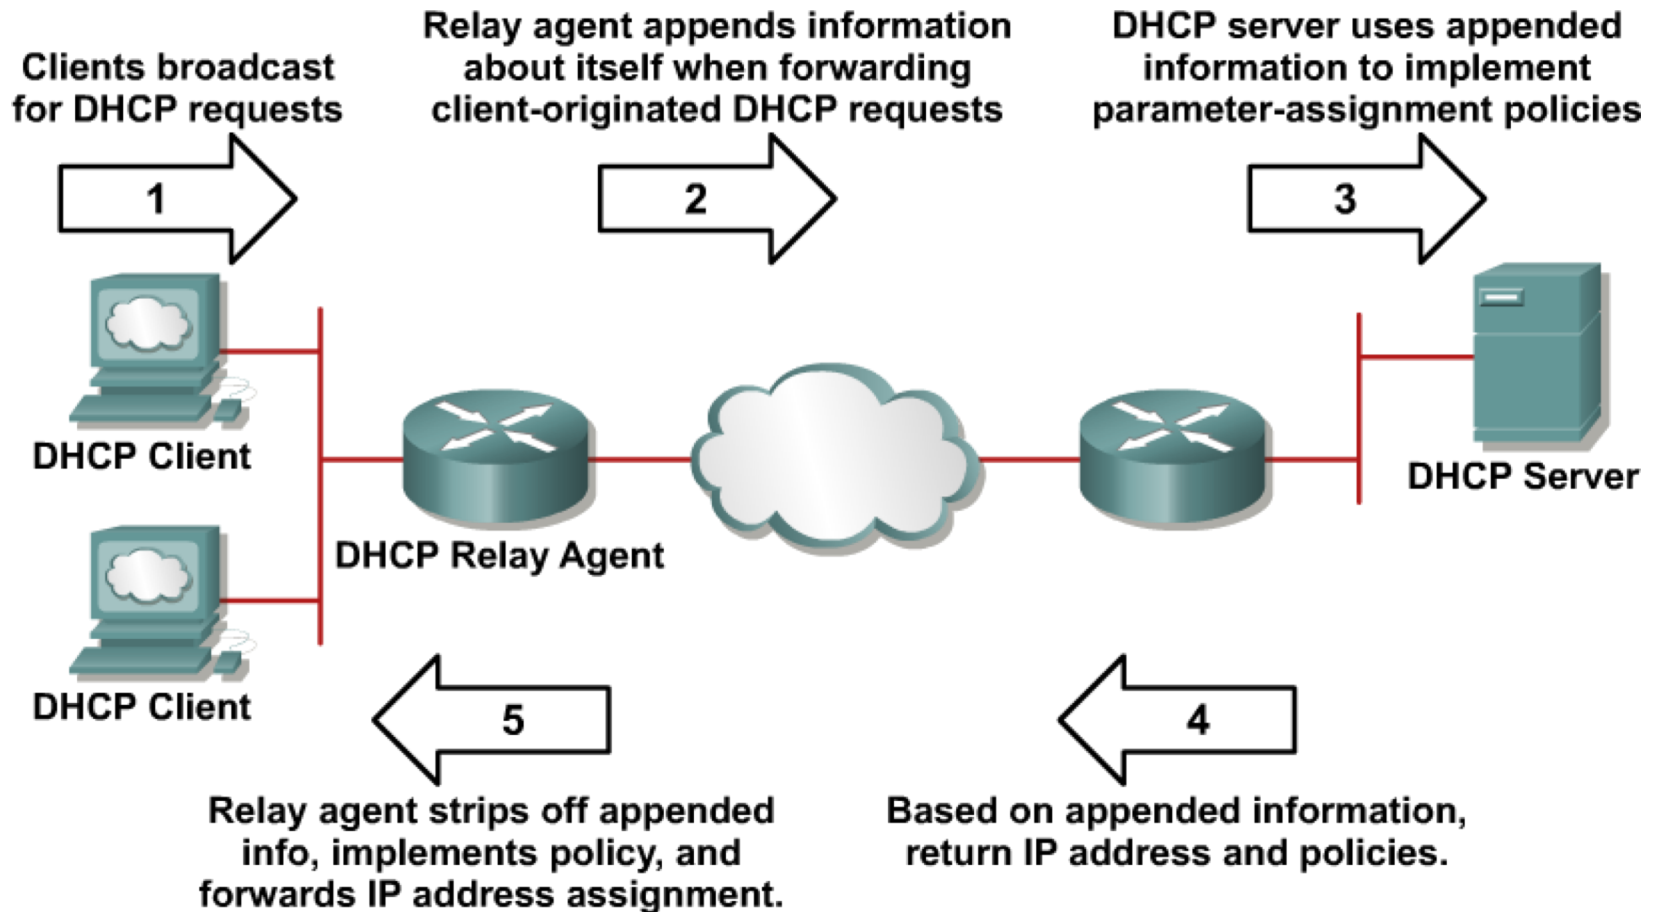 Clients broadcast
for DHCP requests
Relay agent appends information
about itself when forwarding
client-originated DHCP requests
DHCP server uses appended
information to implement
parameter-assignment policies
1
2
3
DHCP Client
DHCP Relay Agent
DHCP Server
DHCP Client
5
4
Relay agent strips off appended
info, implements policy, and
forwards IP address assignment.
Based on appended information,
return IP address and policies.